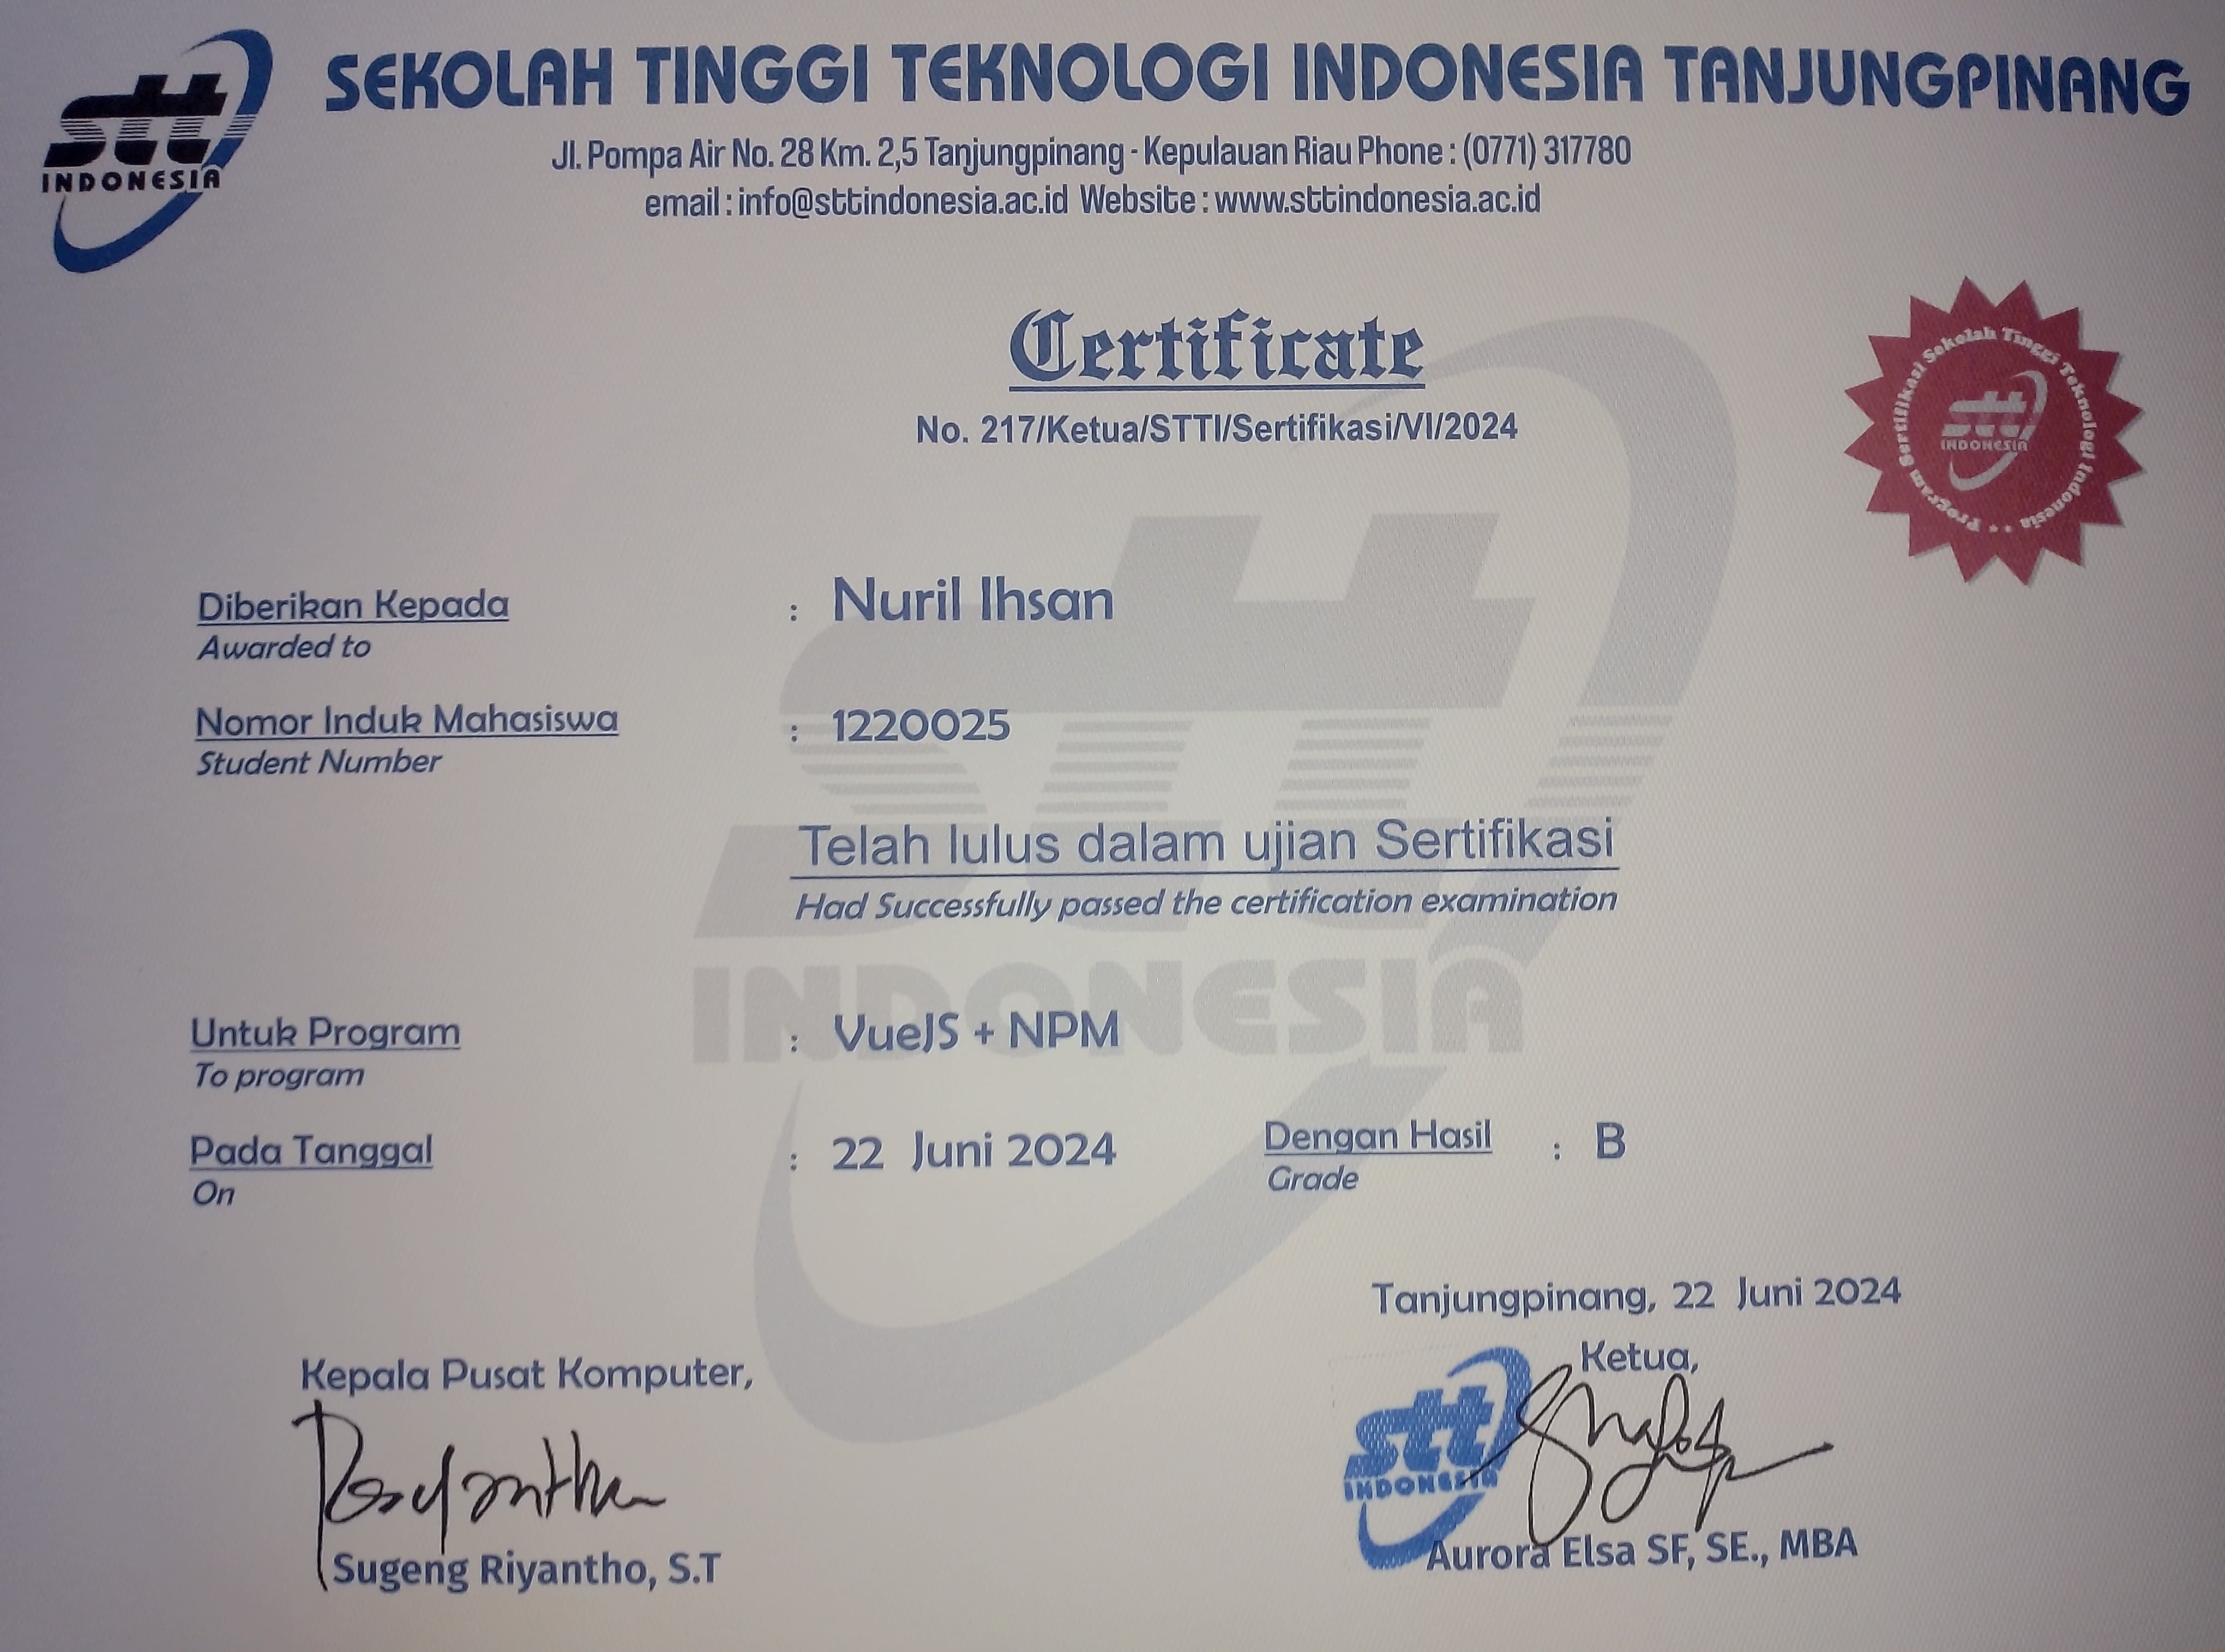 stt
INDONESIA
SEKOLAH TINGGI TEKNOLOGI INDONESIA TANJUNGPINANG
Jl. Pompa Air No. 28 Km. 2,5 Tanjungpinang - Kepulauan Riau Phone : (0771) 317780
email : info@sttindonesia.ac.id Website : www.sttindonesia.ac.id
Certificate
No. 217/Ketua/STTI/Sertifikasi/VI/2024
Program Sertifikasi Sekolah Tinggi Teknologi Indonesia
stt
INDONESIA
Diberikan Kepada : Nuril Ihsan
Awarded to
Nomor Induk Mahasiswa : 1220025
Student Number
Telah lulus dalam ujian Sertifikasi
Had Successfully passed the certification examination
stt
INDONESIA
Untuk Program : VueJS + NPM
To program
Pada Tanggal : 22 Juni 2024 Dengan Hasil : B
On Grade
Tanjungpinang, 22 Juni 2024
Kepala Pusat Komputer, Ketua,
stt
INDONESIA
Sugeng Riyantho, S.T Aurora Elsa SF, SE., MBA